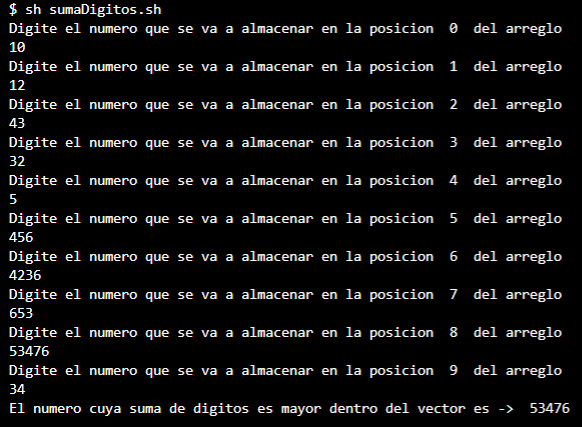 $ sh sumaDigitos.sh
Digite el numero que se va a almacenar en la posicion  0  del arreglo
10
Digite el numero que se va a almacenar en la posicion  1  del arreglo
12
Digite el numero que se va a almacenar en la posicion  2  del arreglo
43
Digite el numero que se va a almacenar en la posicion  3  del arreglo
32
Digite el numero que se va a almacenar en la posicion  4  del arreglo
5
Digite el numero que se va a almacenar en la posicion  5  del arreglo
456
Digite el numero que se va a almacenar en la posicion  6  del arreglo
4236
Digite el numero que se va a almacenar en la posicion  7  del arreglo
653
Digite el numero que se va a almacenar en la posicion  8  del arreglo
53476
Digite el numero que se va a almacenar en la posicion  9  del arreglo
34
El numero cuya suma de digitos es mayor dentro del vector es ->  53476